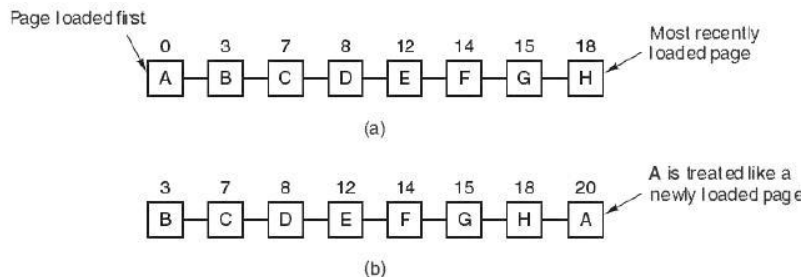 Page loaded first
0 3 7 8 12 14 15 18
Most recently
loaded page
A B C D E F G H
(a)
3 7 8 12 14 15 18 20
A is treated like a
newly loaded page
B C D E F G H A
(b)